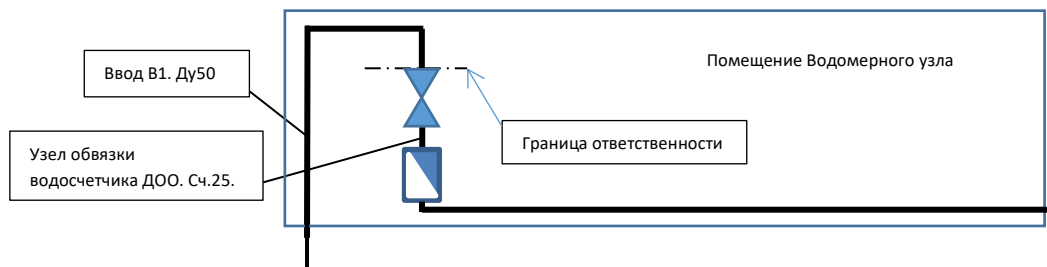 Помещение Водомерного узла
Ввод В1. Ду50
Граница ответственности
Узел обвязки
водосчетчика ДОО. Сч.25.